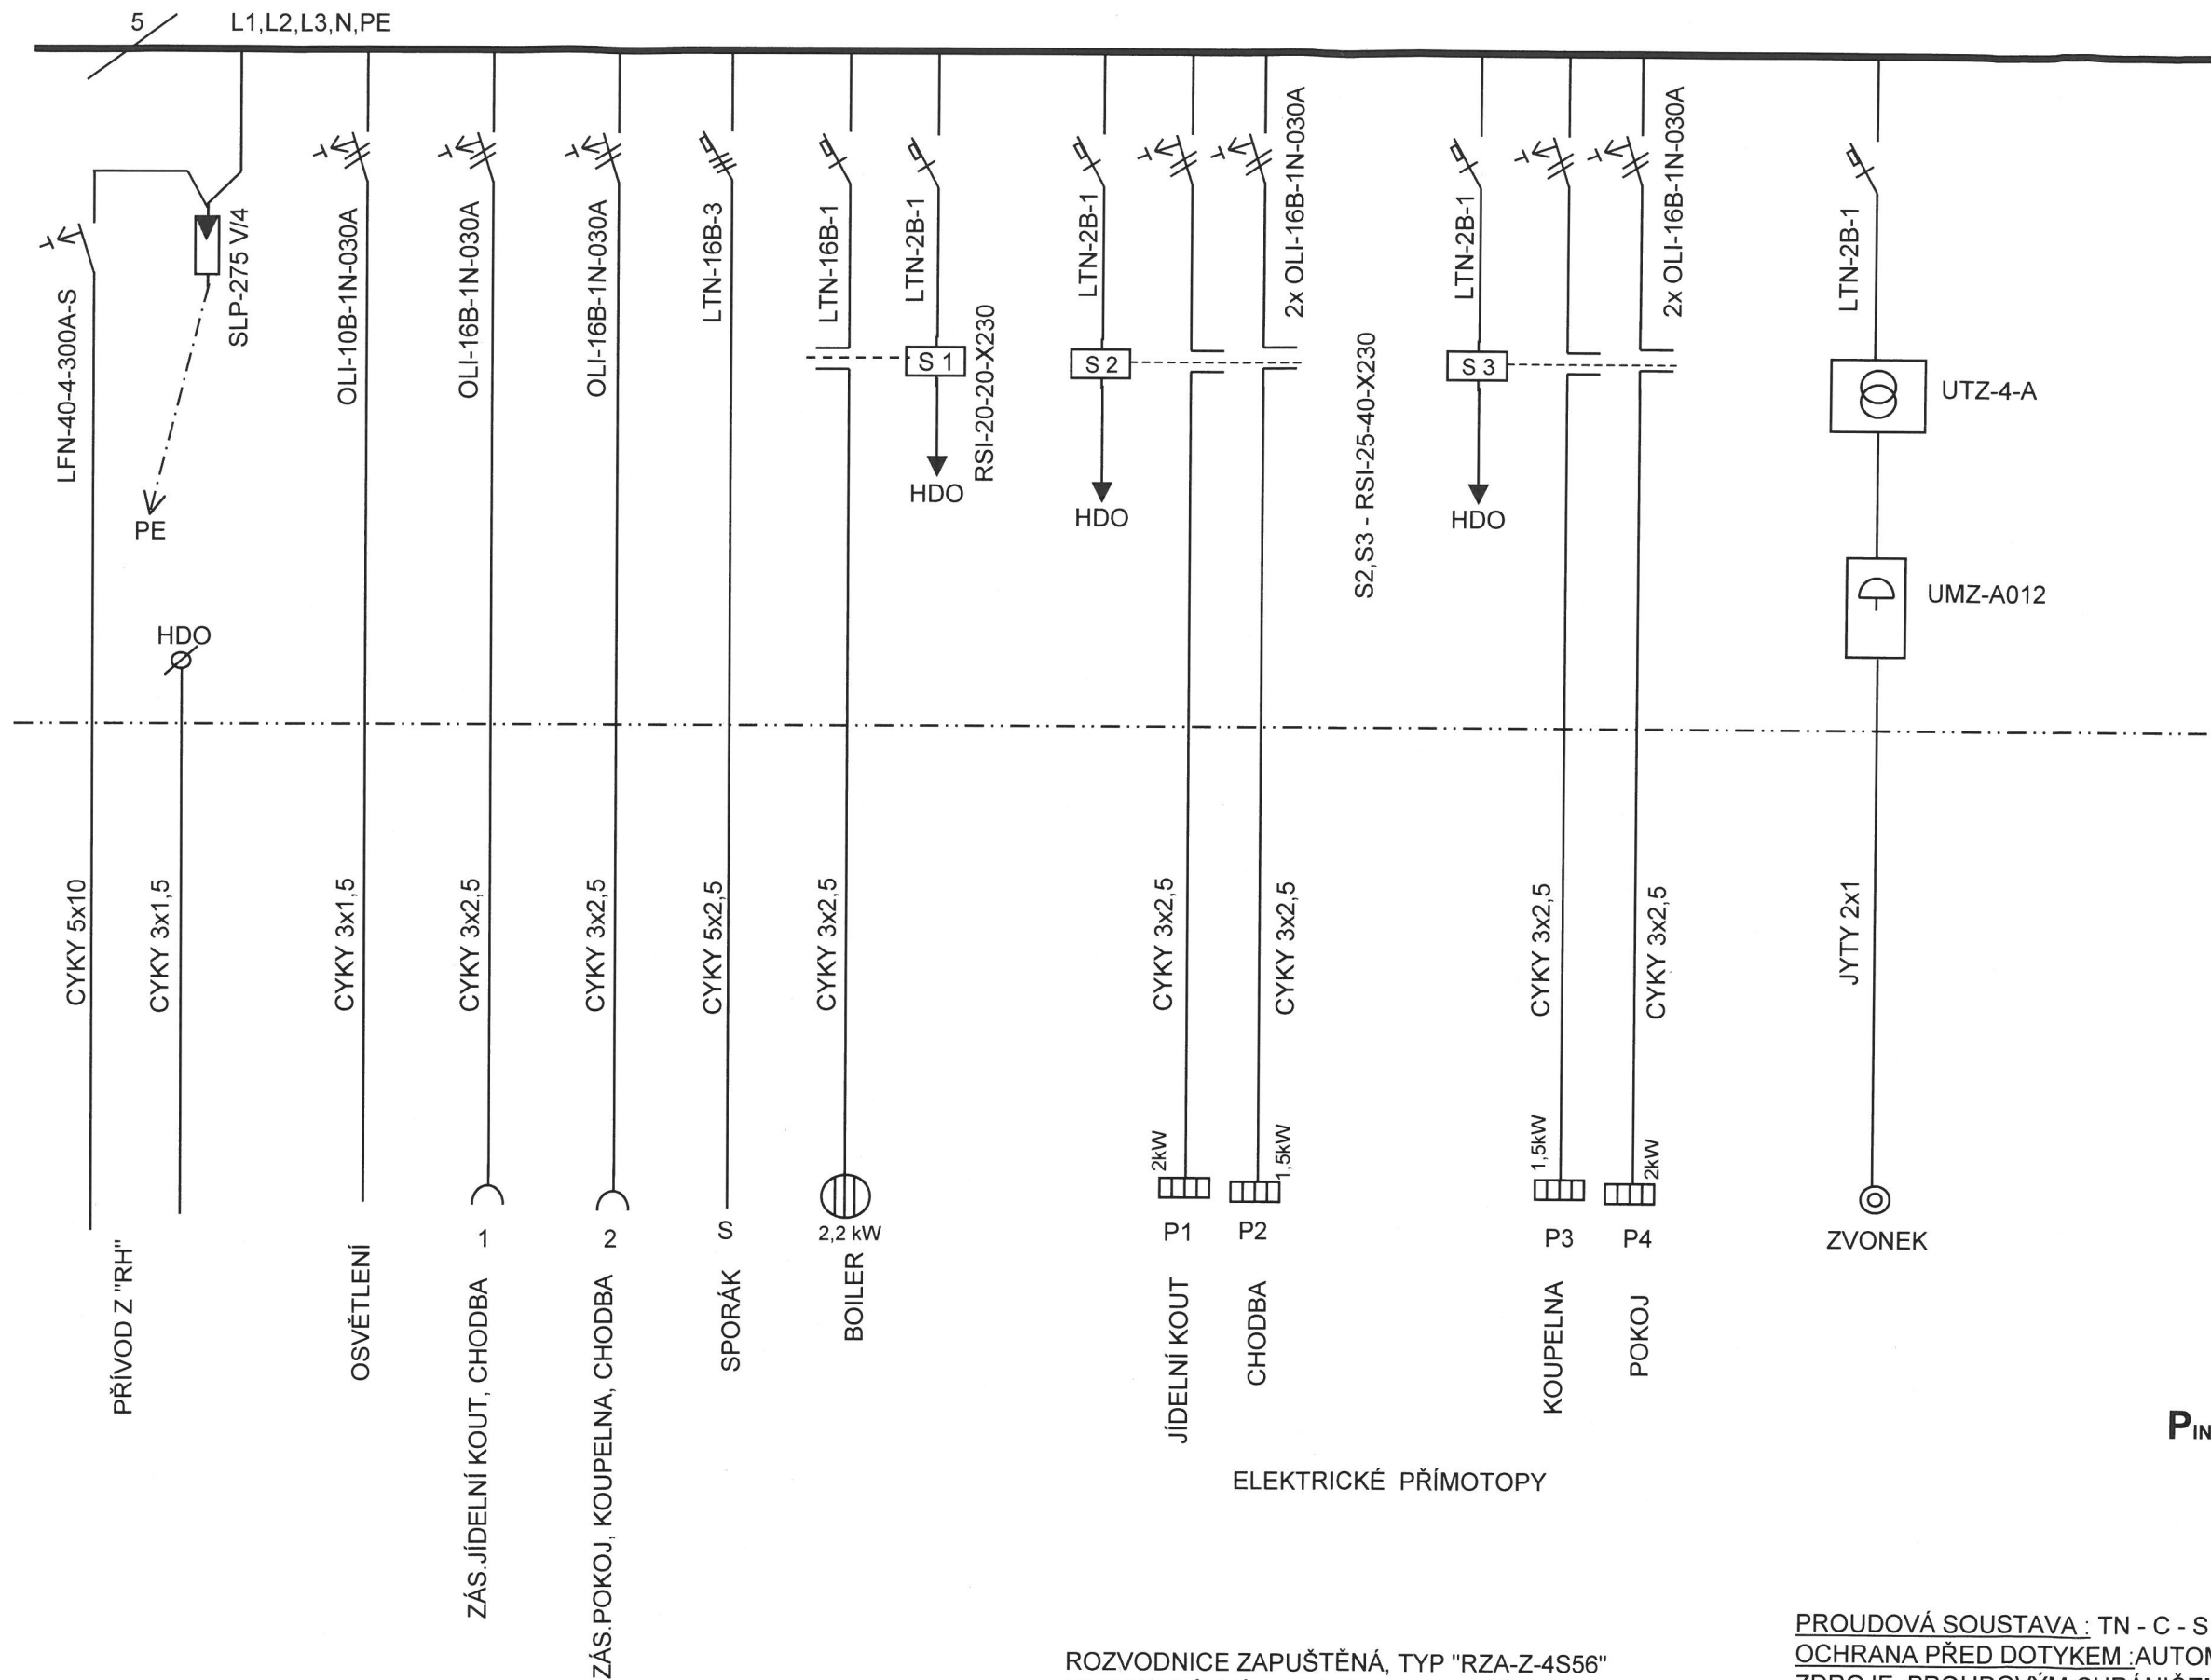 5
L1,L2,L3,N,PE
LFN-40-4-300A-S
SLP-275 V/4
OLI-10B-1N-030A
OLI-16B-1N-030A
OLI-16B-1N-030A
LTN-16B-3
LTN-16B-1
LTN-2B-1
LTN-2B-1
2x OLI-16B-1N-030A
LTN-2B-1
2x OLI-16B-1N-030A
LTN-2B-1
S 1
RSI-20-20-X230
S 2
S2,S3 - RSI-25-40-X230
S 3
UTZ-4-A
PE
HDO
HDO
HDO
UMZ-A012
HDO
CYKY 5x10
CYKY 3x1,5
CYKY 3x1,5
CYKY 3x2,5
CYKY 3x2,5
CYKY 5x2,5
CYKY 3x2,5
CYKY 3x2,5
CYKY 3x2,5
CYKY 3x2,5
CYKY 3x2,5
JYTY 2x1
2kW
1,5kW
1,5kW
2kW
1
2
S
2,2 kW
P1
P2
P3
P4
ZVONEK
PŘÍVOD Z "RH"
OSVĚTLENÍ
ZÁS.JÍDELNÍ KOUT, CHODBA
ZÁS.POKOJ, KOUPELNA, CHODBA
SPORÁK
BOILER
JÍDELNÍ KOUT
CHODBA
KOUPELNA
POKOJ
PIN
ELEKTRICKÉ PŘÍMOTOPY
ROZVODNICE ZAPUŠTĚNÁ, TYP "RZA-Z-4S56"
PROUDOVÁ SOUSTAVA : TN - C - S
OCHRANA PŘED DOTYKEM :AUTOM